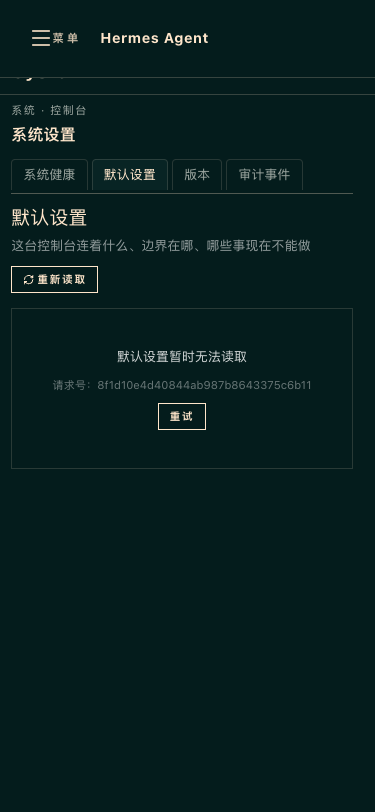 菜单 Hermes Agent
系统 · 控制台
系统设置
系统健康 默认设置 版本 审计事件
默认设置
这台控制台连着什么、边界在哪、哪些事现在不能做
重新读取
默认设置暂时无法读取
请求号: 8f1d10e4d40844ab987b8643375c6b11
重试